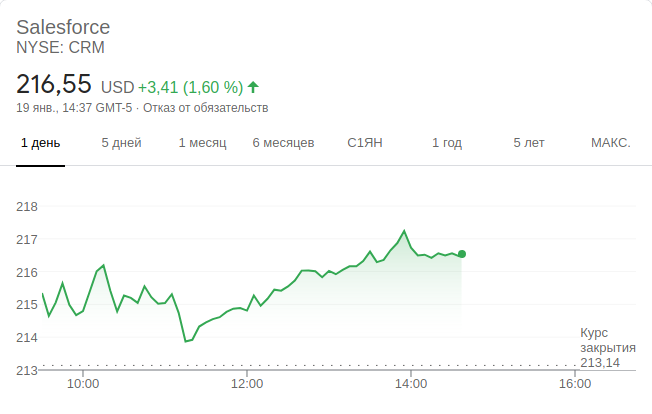 Salesforce
NYSE: CRM
216,55 USD +3,41 (1,60 %)
19 янв., 14:37 GMT-5 · Отказ от обязательств
1 день 5 дней 1 месяц 6 месяцев С1ЯН 1 год 5 лет МАКС.
218
217
216
215
214
213
Курс
закрытия
213,14
10:00 12:00 14:00 16:00